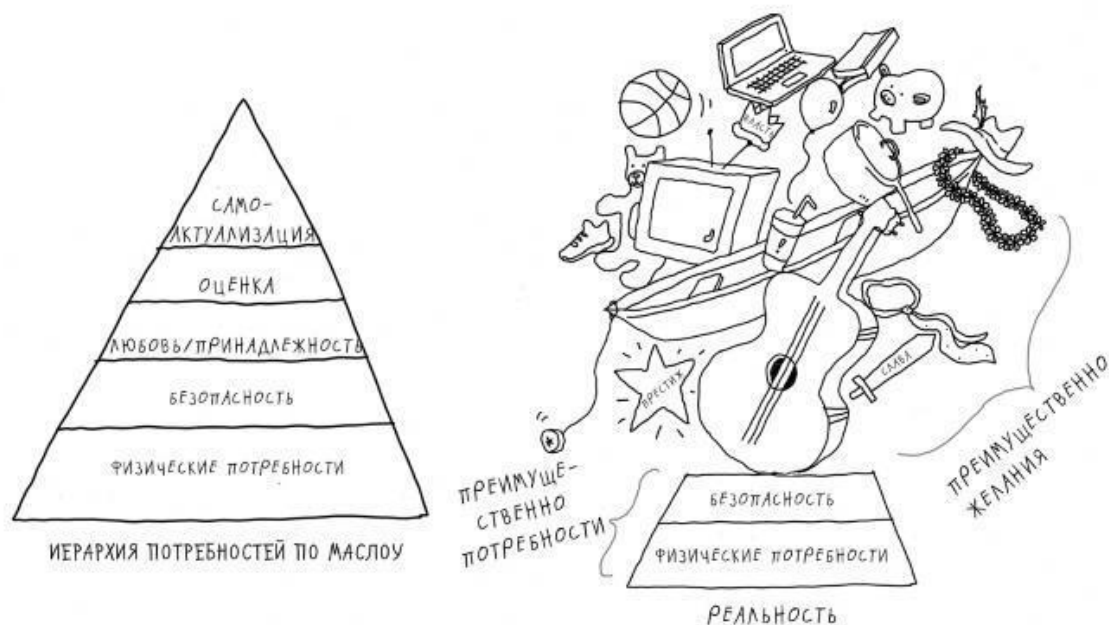 САМО-
АКТУАЛИЗАЦИЯ
ОЦЕНКА
ЛЮБОВЬ/ПРИНАДЛЕЖНОСТЬ
БЕЗОПАСНОСТЬ
ФИЗИЧЕСКИЕ ПОТРЕБНОСТИ
ИЕРАРХИЯ ПОТРЕБНОСТЕЙ ПО МАСЛОУ
ВЛАСТЬ
ПРЕСТИЖ
СЛАВА
ПРЕИМУЩЕСТВЕННО
ЖЕЛАНИЯ
ПРЕИМУЩЕ-
СТВЕННО
ПОТРЕБНОСТИ
БЕЗОПАСНОСТЬ
ФИЗИЧЕСКИЕ ПОТРЕБНОСТИ
РЕАЛЬНОСТЬ